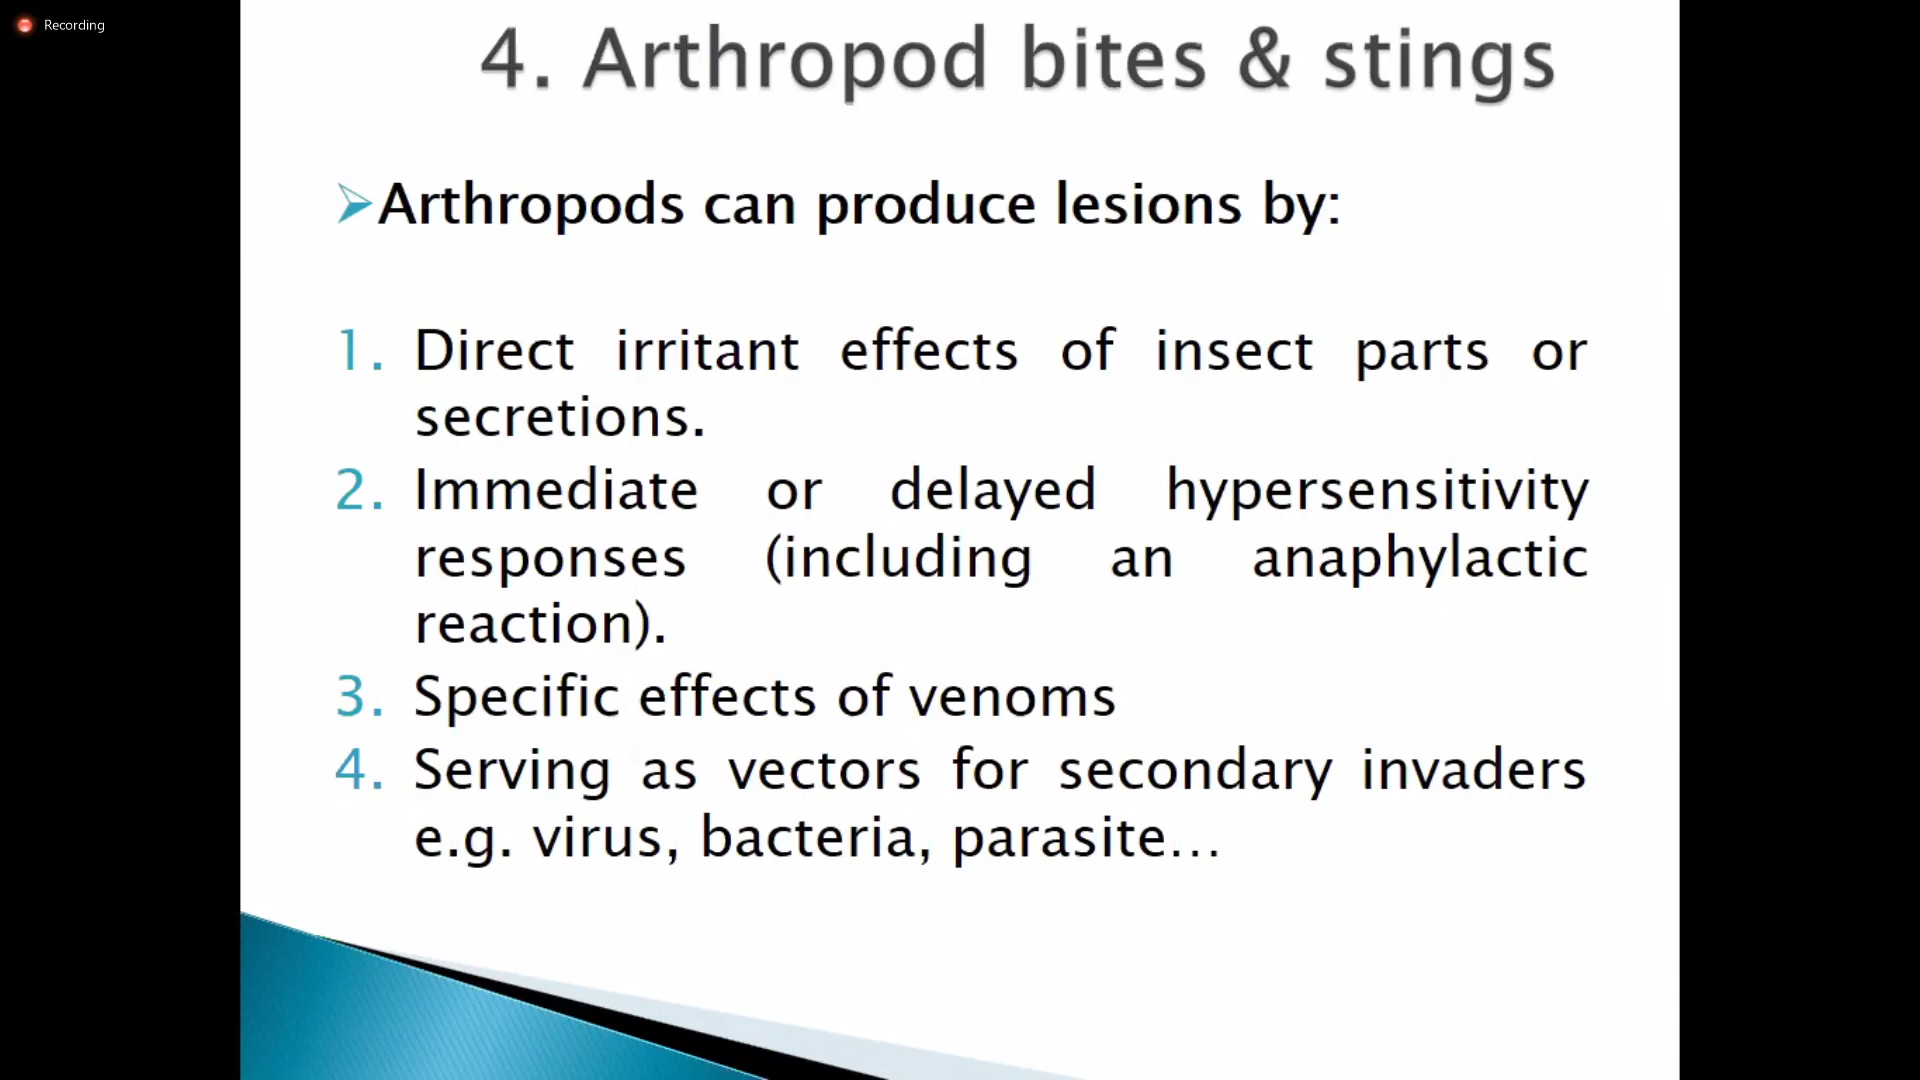 Recording
4. Arthropod bites & stings
➢Arthropods can produce lesions by:
1. Direct irritant effects of insect parts or
secretions.
2. Immediate or delayed hypersensitivity
responses (including an anaphylactic
reaction).
3. Specific effects of venoms
4. Serving as vectors for secondary invaders
e.g. virus, bacteria, parasite…